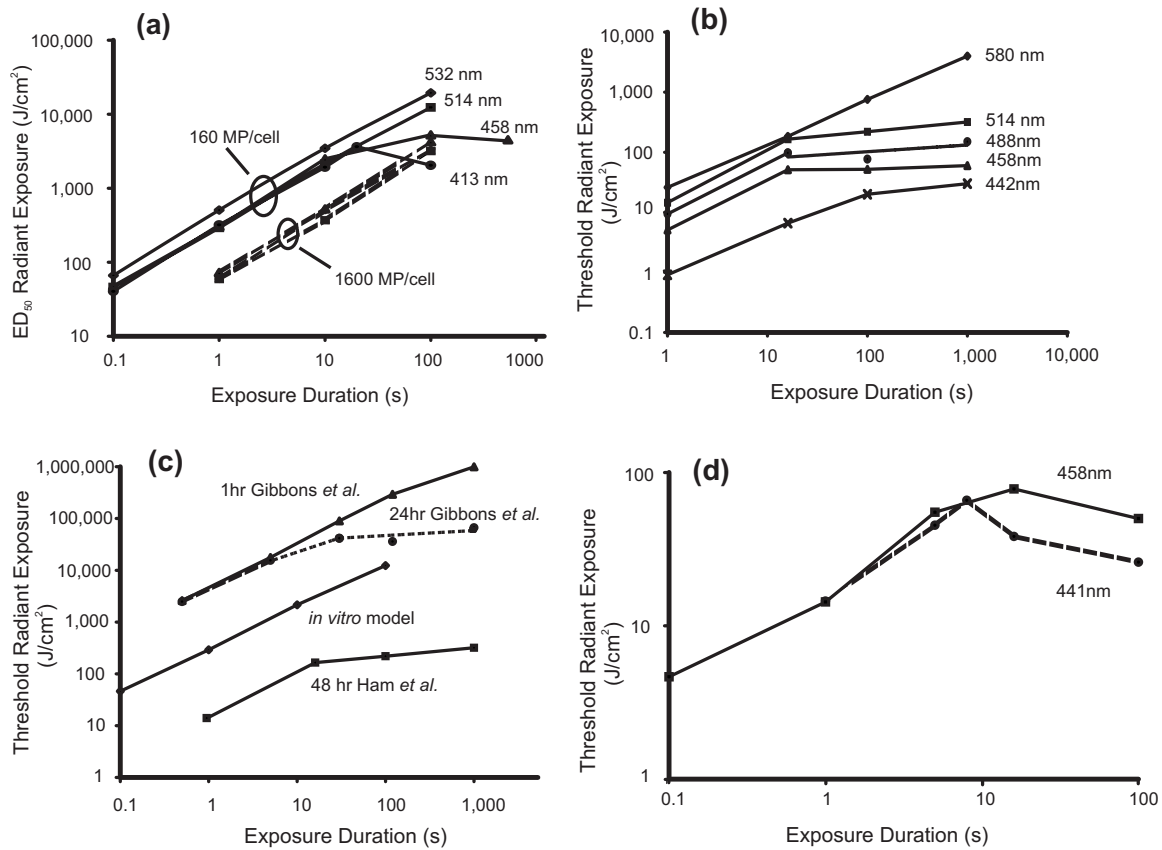 (a)
100,000
10,000
1,000
100
10
0.1
1
10
100
1000
ED₅₀ Radiant Exposure (J/cm²)
Exposure Duration (s)
532 nm
514 nm
458 nm
413 nm
160 MP/cell
1600 MP/cell
(b)
10,000
1,000
100
10
1
0.1
1
10
100
1,000
10,000
Threshold Radiant Exposure
(J/cm²)
Exposure Duration (s)
580 nm
514 nm
488nm
458nm
442nm
(c)
1,000,000
100,000
10,000
1,000
100
10
1
0.1
1
10
100
1,000
Threshold Radiant Exposure
(J/cm²)
Exposure Duration (s)
1hr Gibbons et al.
24hr Gibbons et al.
in vitro model
48 hr Ham et al.
(d)
100
10
1
0.1
1
10
100
Threshold Radiant Exposure
(J/cm²)
Exposure Duration (s)
458nm
441nm